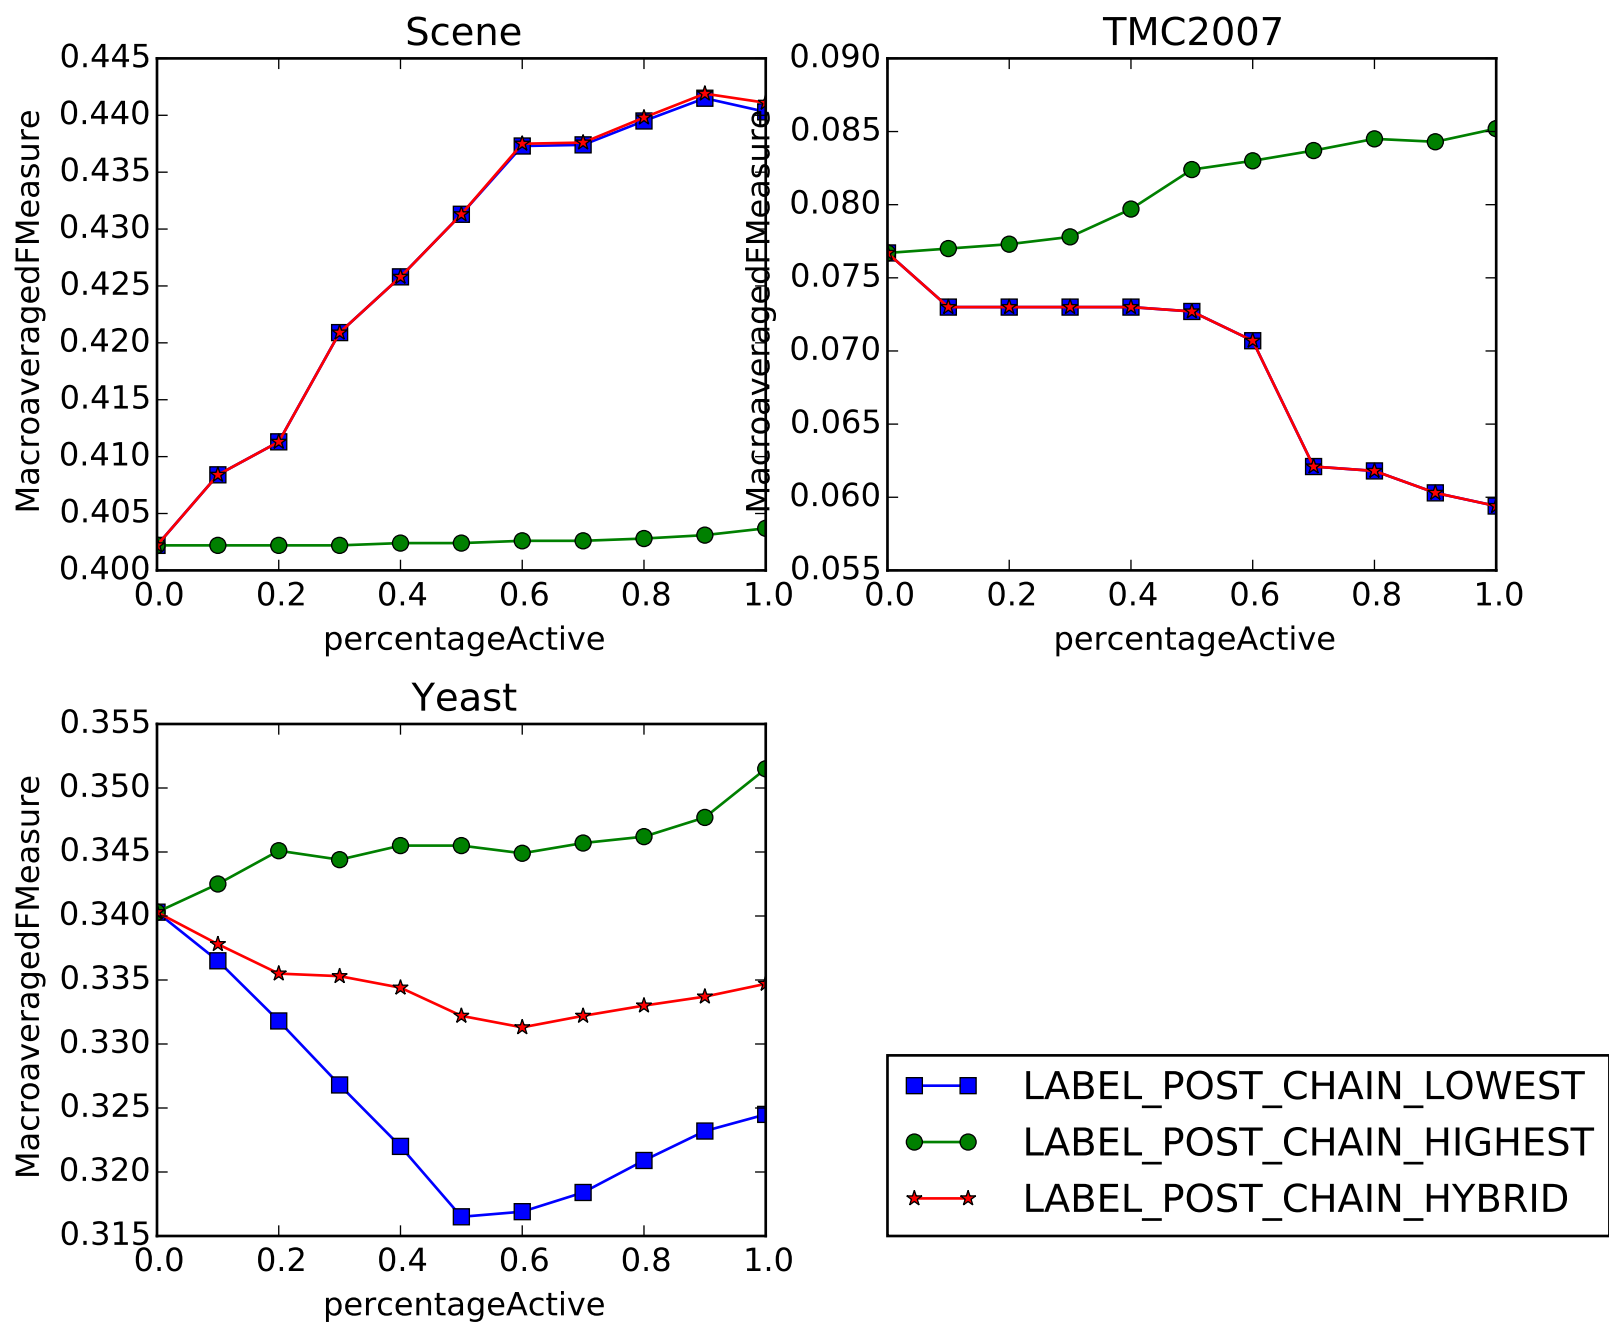 Scene
MacroaveragedFMeasure
0.445
0.440
0.435
0.430
0.425
0.420
0.415
0.410
0.405
0.400
0.0 0.2 0.4 0.6 0.8 1.0
percentageActive
TMC2007
MacroaveragedFMeasure
0.090
0.085
0.080
0.075
0.070
0.065
0.060
0.055
0.0 0.2 0.4 0.6 0.8 1.0
percentageActive
Yeast
MacroaveragedFMeasure
0.355
0.350
0.345
0.340
0.335
0.330
0.325
0.320
0.315
0.0 0.2 0.4 0.6 0.8 1.0
percentageActive
LABEL_POST_CHAIN_LOWEST
LABEL_POST_CHAIN_HIGHEST
LABEL_POST_CHAIN_HYBRID